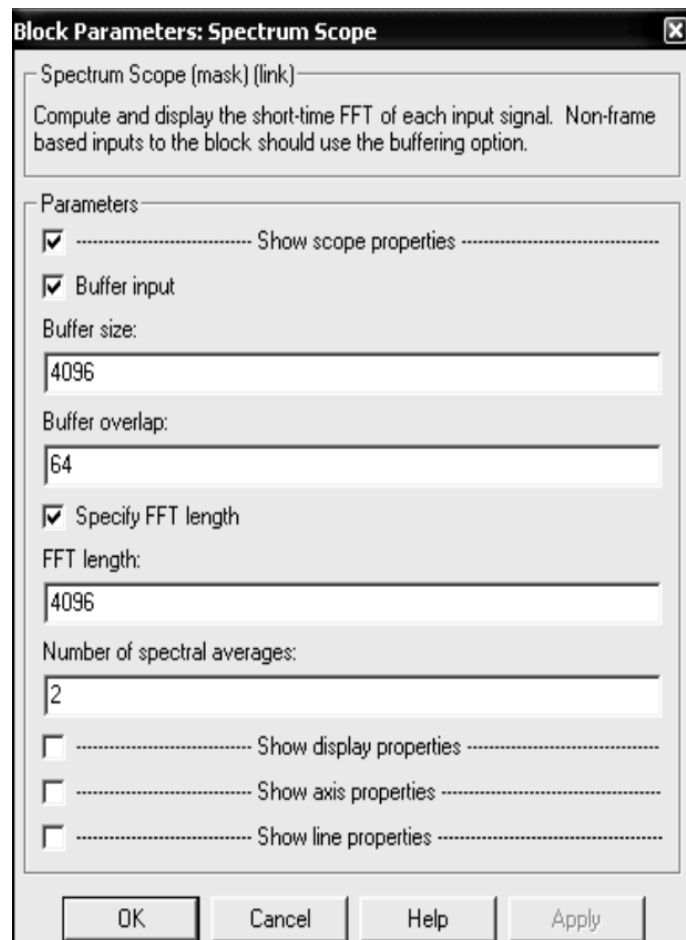 Block Parameters: Spectrum Scope
Spectrum Scope (mask) (link)
Compute and display the short-time FFT of each input signal. Non-frame
based inputs to the block should use the buffering option.
Parameters
---------------------------- Show scope properties --------------------------------
Buffer input
Buffer size:
4096
Buffer overlap:
64
Specify FFT length
FFT length:
4096
Number of spectral averages:
2
---------------------------- Show display properties -------------------------------
---------------------------- Show axis properties -----------------------------------
---------------------------- Show line properties -----------------------------------
OK Cancel Help Apply